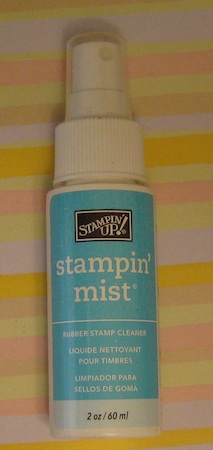 STAMPIN' UP!
stampin'
mist®
RUBBER STAMP CLEANER
LIQUIDE NETTOYANT
POUR TIMBRES
LIMPIADOR PARA
SELLOS DE GOMA
2 oz/60 ml